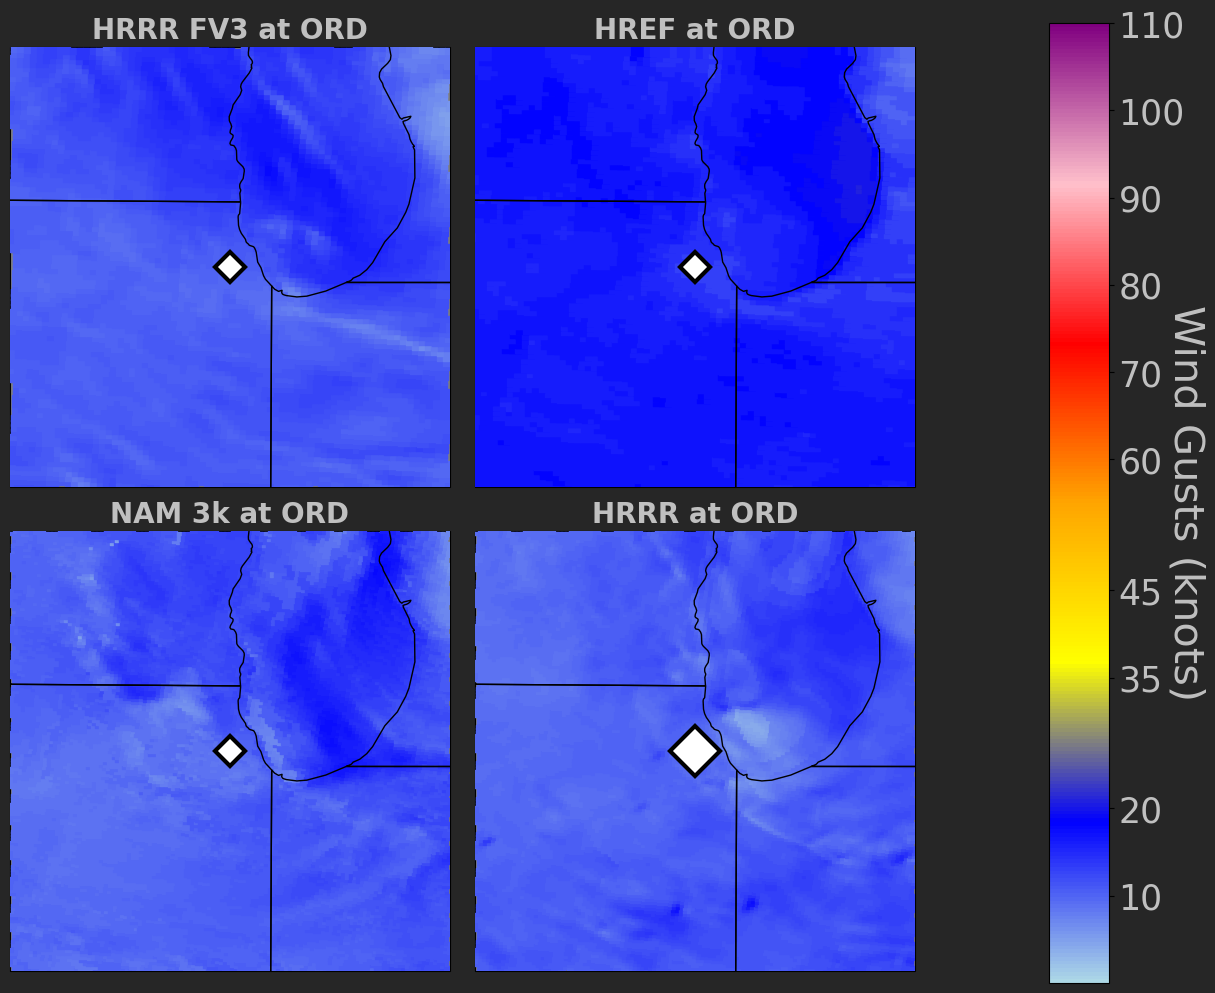 HRRR FV3 at ORD
HREF at ORD
NAM 3k at ORD
HRRR at ORD
110
100
90
80
70
60
45
35
20
10
Wind Gusts (knots)